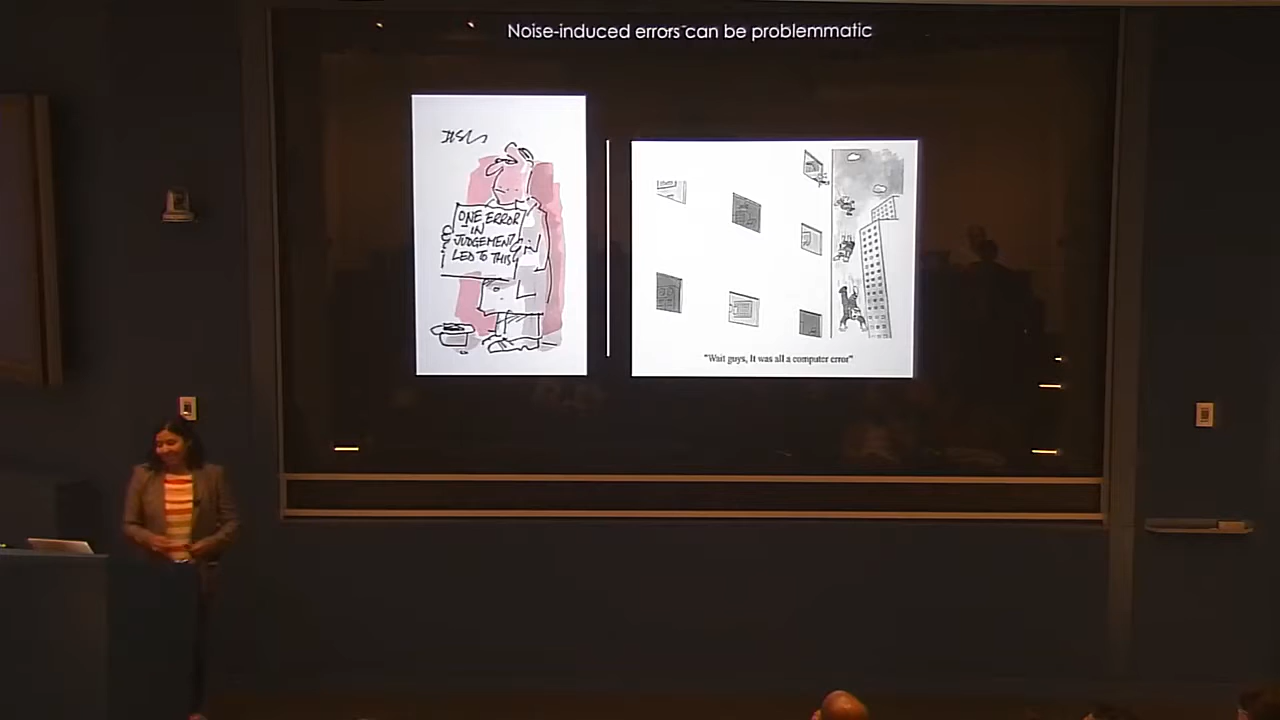 Noise-induced errors can be problemmatic
ONE ERROR
IN
JUDGEMENT
LED TO THIS
"Wait guys, It was all a computer error"